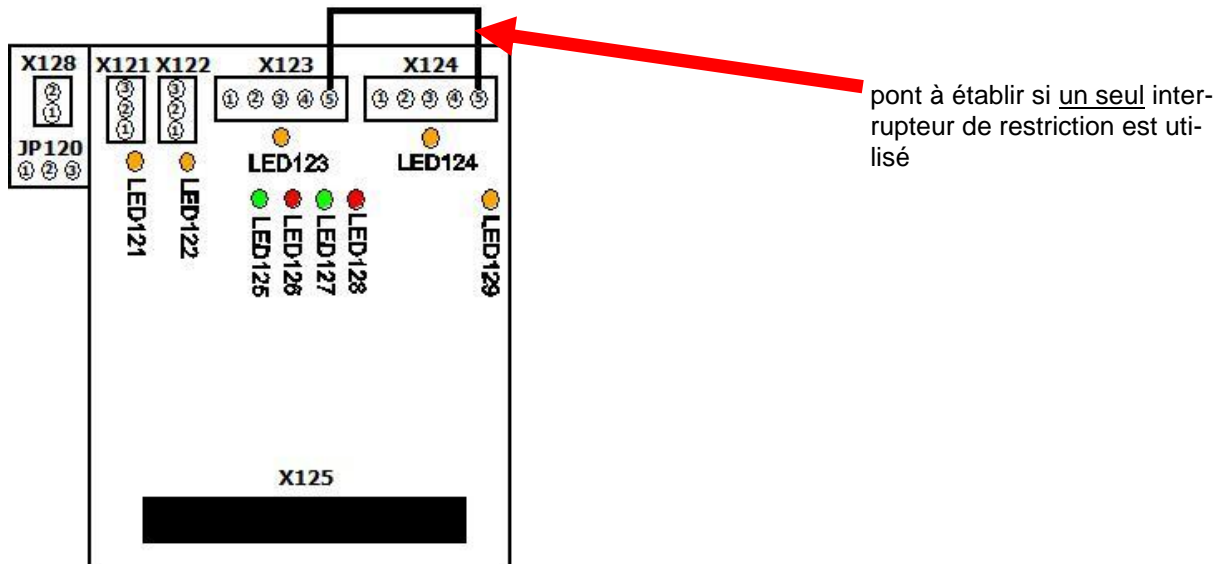 X128
②
①
JP120
① ② ③
X121 X122
③ ③
② ②
① ①
X123
① ② ③ ④ ⑤
X124
① ② ③ ④ ⑤
LED123
LED124
LED121
LED122
LED125
LED126
LED127
LED128
LED129
X125
pont à établir si un seul inter-
rupteur de restriction est uti-
lisé